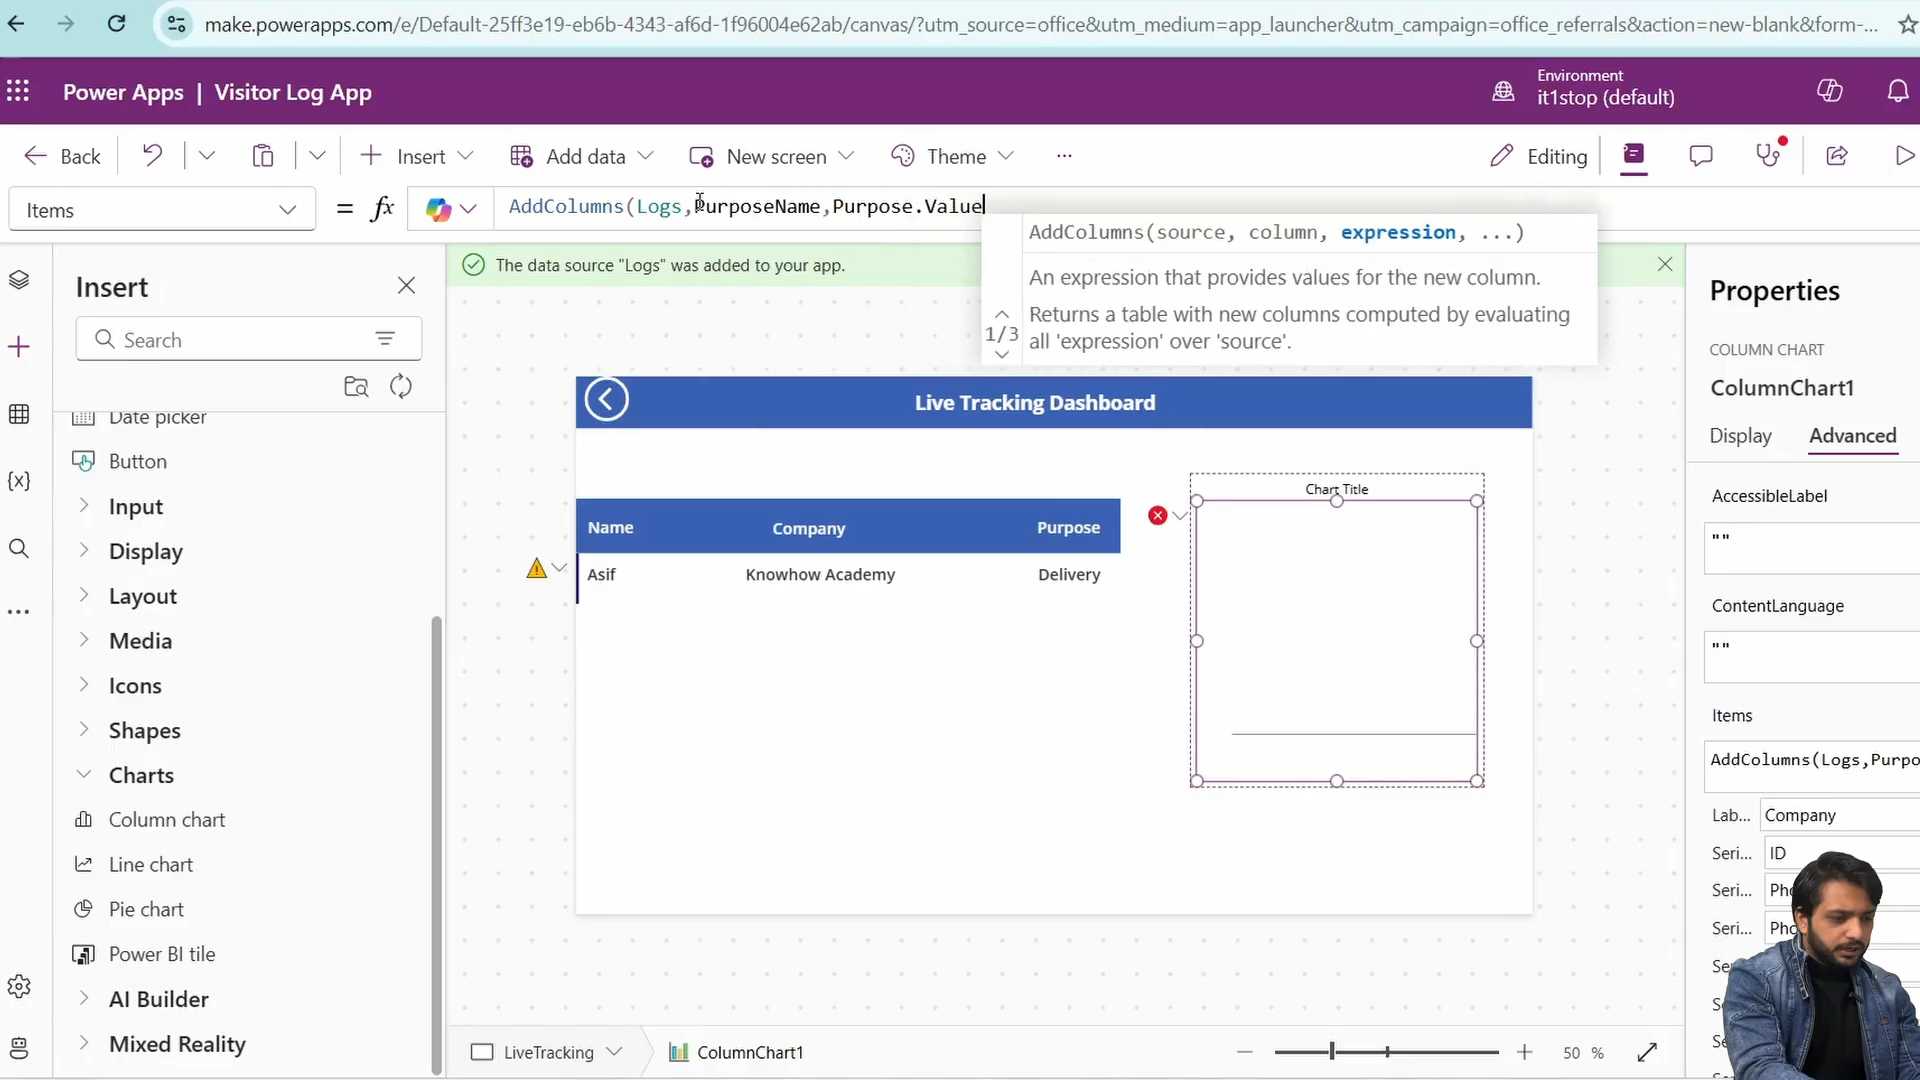 make.powerapps.com/e/Default-25ff3e19-eb6b-4343-af6d-1f96004e62ab/canvas/?utm_source=office&utm_medium=app_launcher&utm_campaign=office_referrals&action=new-blank&form-...
Power Apps | Visitor Log App
Environment
it1stop (default)
Back
Insert
Add data
New screen
Theme
...
Editing
Items
= fx
AddColumns(Logs,PurposeName,Purpose.Value
AddColumns(source, column, expression, ...)
An expression that provides values for the new column.
1/3
Returns a table with new columns computed by evaluating
all 'expression' over 'source'.
The data source "Logs" was added to your app.
Insert
Search
Date picker
Button
Input
Display
Layout
Media
Icons
Shapes
Charts
Column chart
Line chart
Pie chart
Power BI tile
AI Builder
Mixed Reality
Live Tracking Dashboard
Name Company Purpose
Asif Knowhow Academy Delivery
Chart Title
Properties
COLUMN CHART
ColumnChart1
Display Advanced
AccessibleLabel
""
ContentLanguage
""
Items
AddColumns(Logs,Purpo
Lab... Company
Seri... ID
Seri... Pho
Seri... Pho
LiveTracking
ColumnChart1
50 %